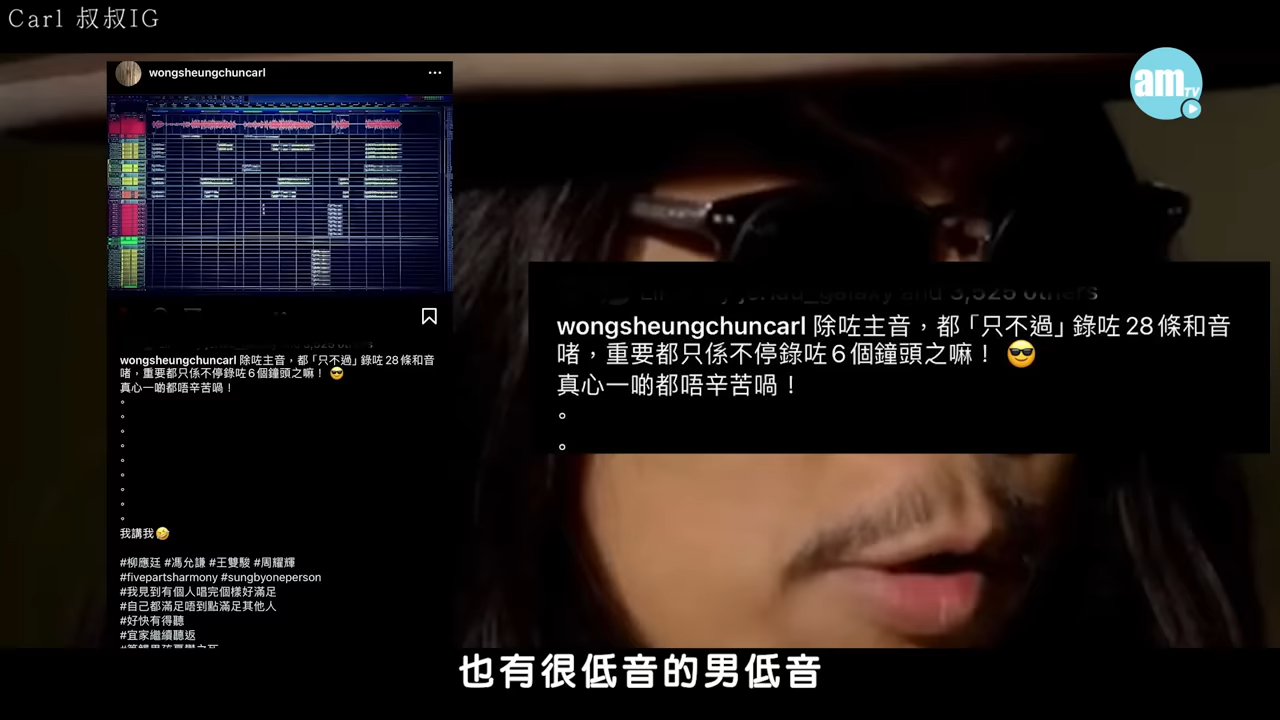 Carl 叔叔IG
amTV
wongsheungchuncarl
wongsheungchuncarl 除咗主音，都「只不過」錄咗 28 條和音
啫，重要都只係不停錄咗 6 個鐘頭之嘛！ 😎
真心一啲都唔辛苦喎！
。
。
。
。
。
。
。
。
。
我講我🤣
#柳應廷 #馮允謙 #王雙駿 #周耀輝
#fivepartsharmony #sungbyoneperson
#我見到有個人唱完個樣好滿足
#自己都滿足唔到點滿足其他人
#好快有得聽
#宜家繼續聽返
and 3,525 others
wongsheungchuncarl 除咗主音，都「只不過」錄咗 28 條和音
啫，重要都只係不停錄咗 6 個鐘頭之嘛！ 😎
真心一啲都唔辛苦喎！
。
。
也有很低音的男低音